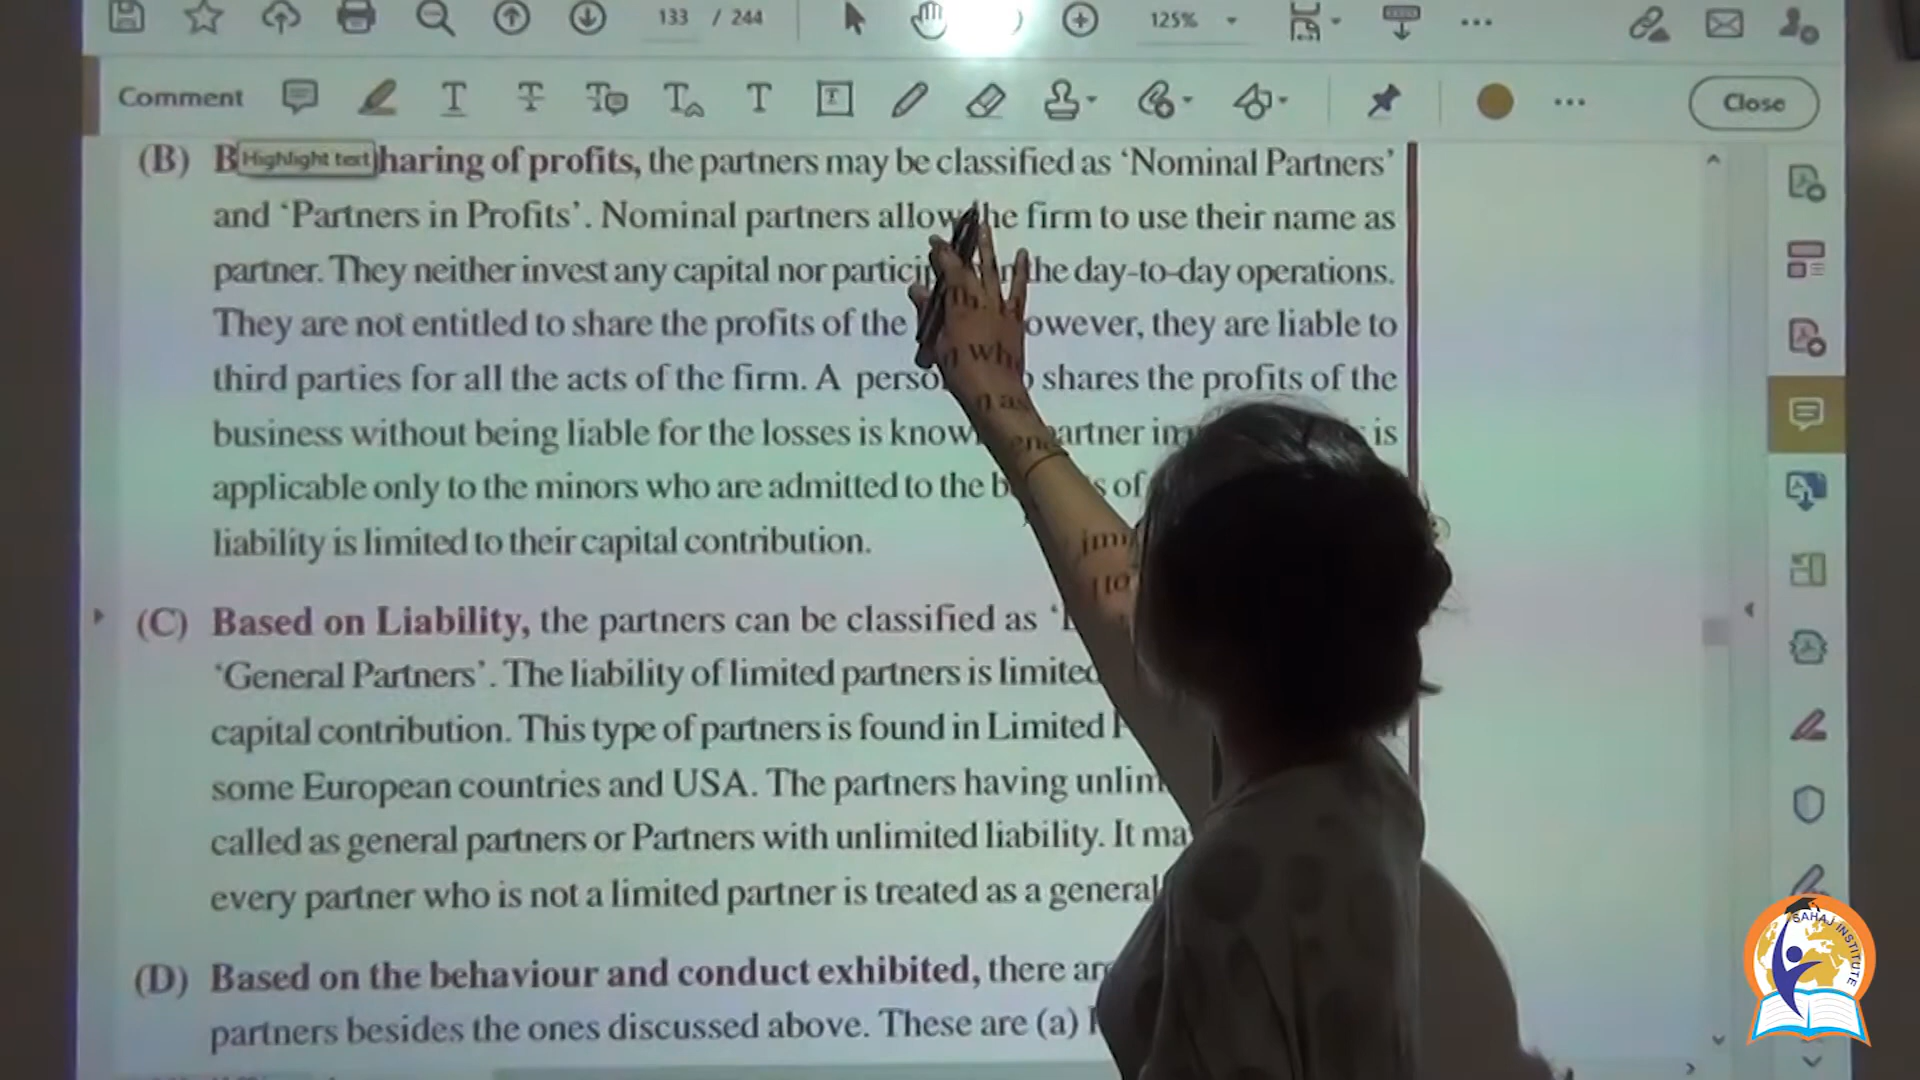 133 / 244
125%
Comment
Close
Highlight text
(B) B haring of profits, the partners may be classified as ‘Nominal Partners’
and ‘Partners in Profits’. Nominal partners allow the firm to use their name as
partner. They neither invest any capital nor particip in the day-to-day operations.
They are not entitled to share the profits of the owever, they are liable to
third parties for all the acts of the firm. A person who shares the profits of the
business without being liable for the losses is known as partner in is
applicable only to the minors who are admitted to the b s of
liability is limited to their capital contribution.
(C) Based on Liability, the partners can be classified as ‘
‘General Partners’. The liability of limited partners is limited
capital contribution. This type of partners is found in Limited
some European countries and USA. The partners having unlim
called as general partners or Partners with unlimited liability. It ma
every partner who is not a limited partner is treated as a general
(D) Based on the behaviour and conduct exhibited, there are
partners besides the ones discussed above. These are (a)
SAHAJ INSTITUTE